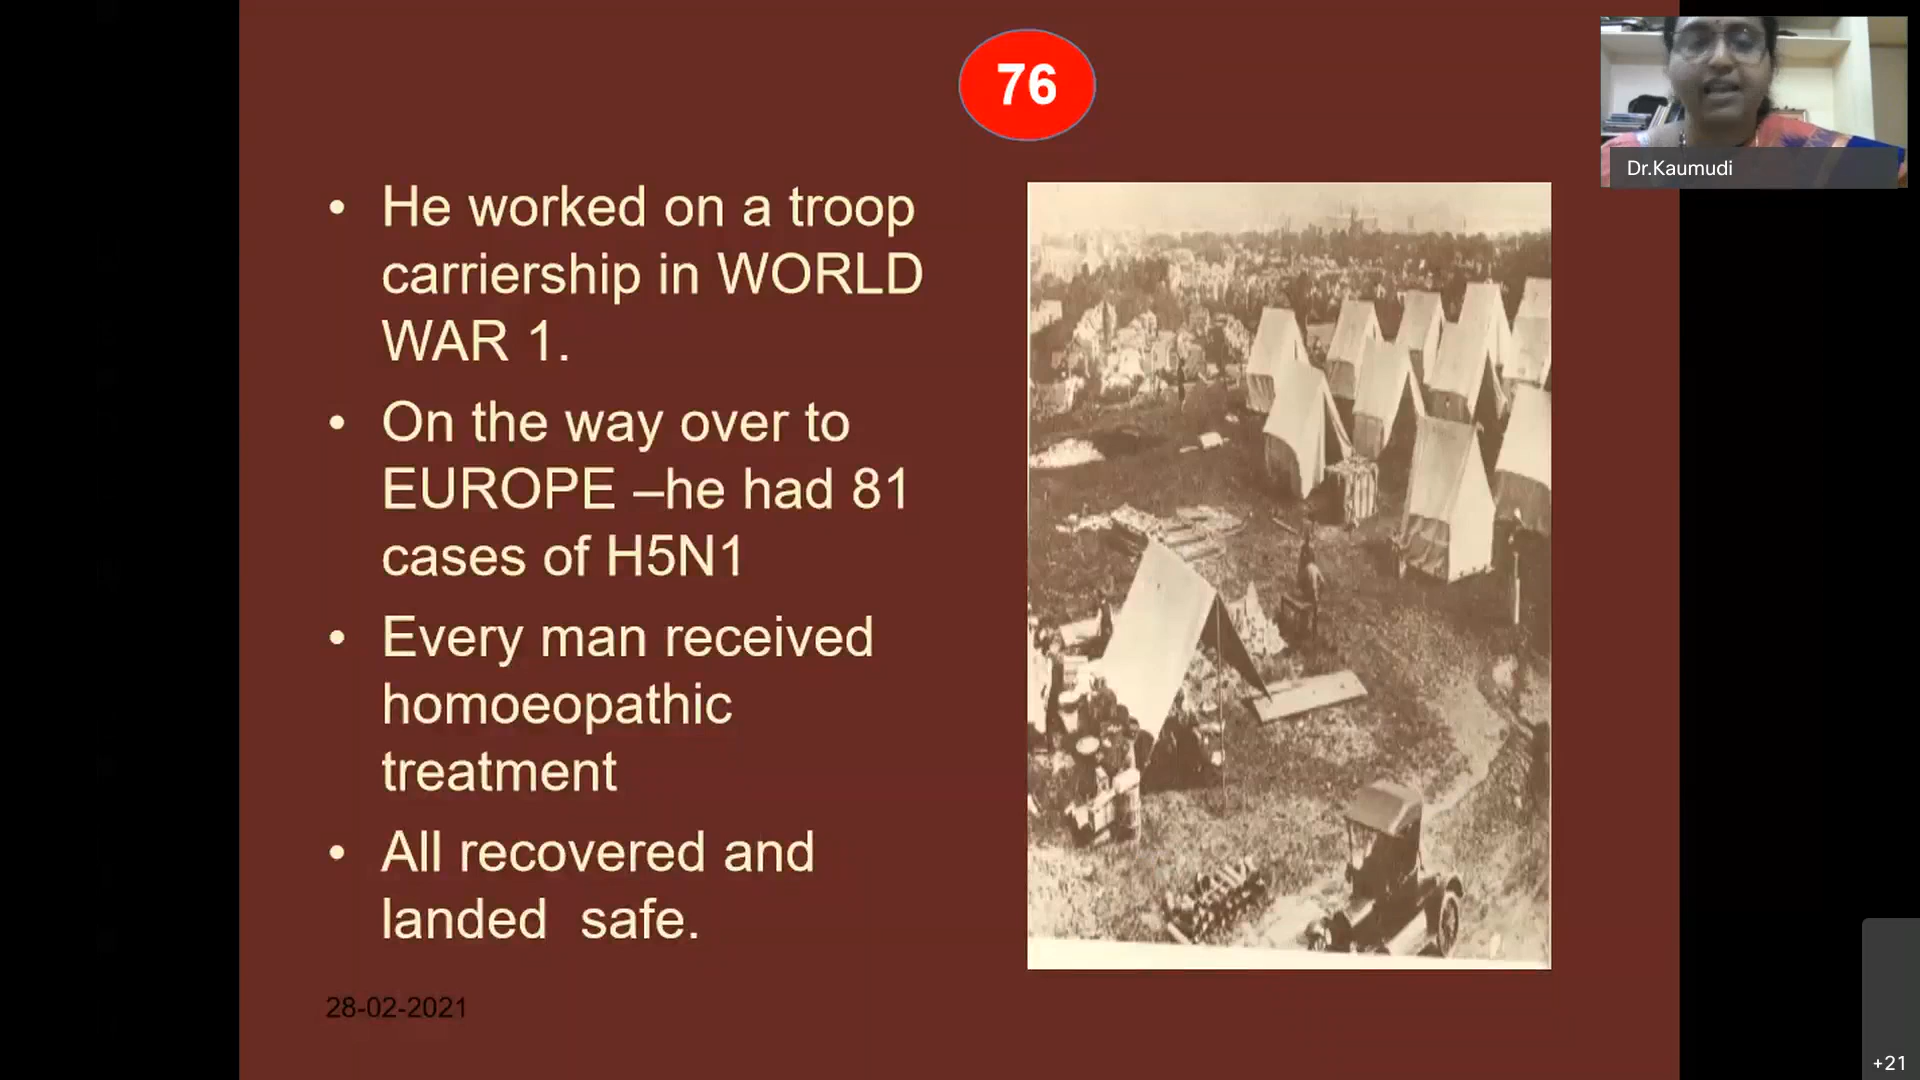 76
• He worked on a troop
carriership in WORLD
WAR 1.
• On the way over to
EUROPE –he had 81
cases of H5N1
• Every man received
homoeopathic
treatment
• All recovered and
landed  safe.
28-02-2021
Dr.Kaumudi
+21